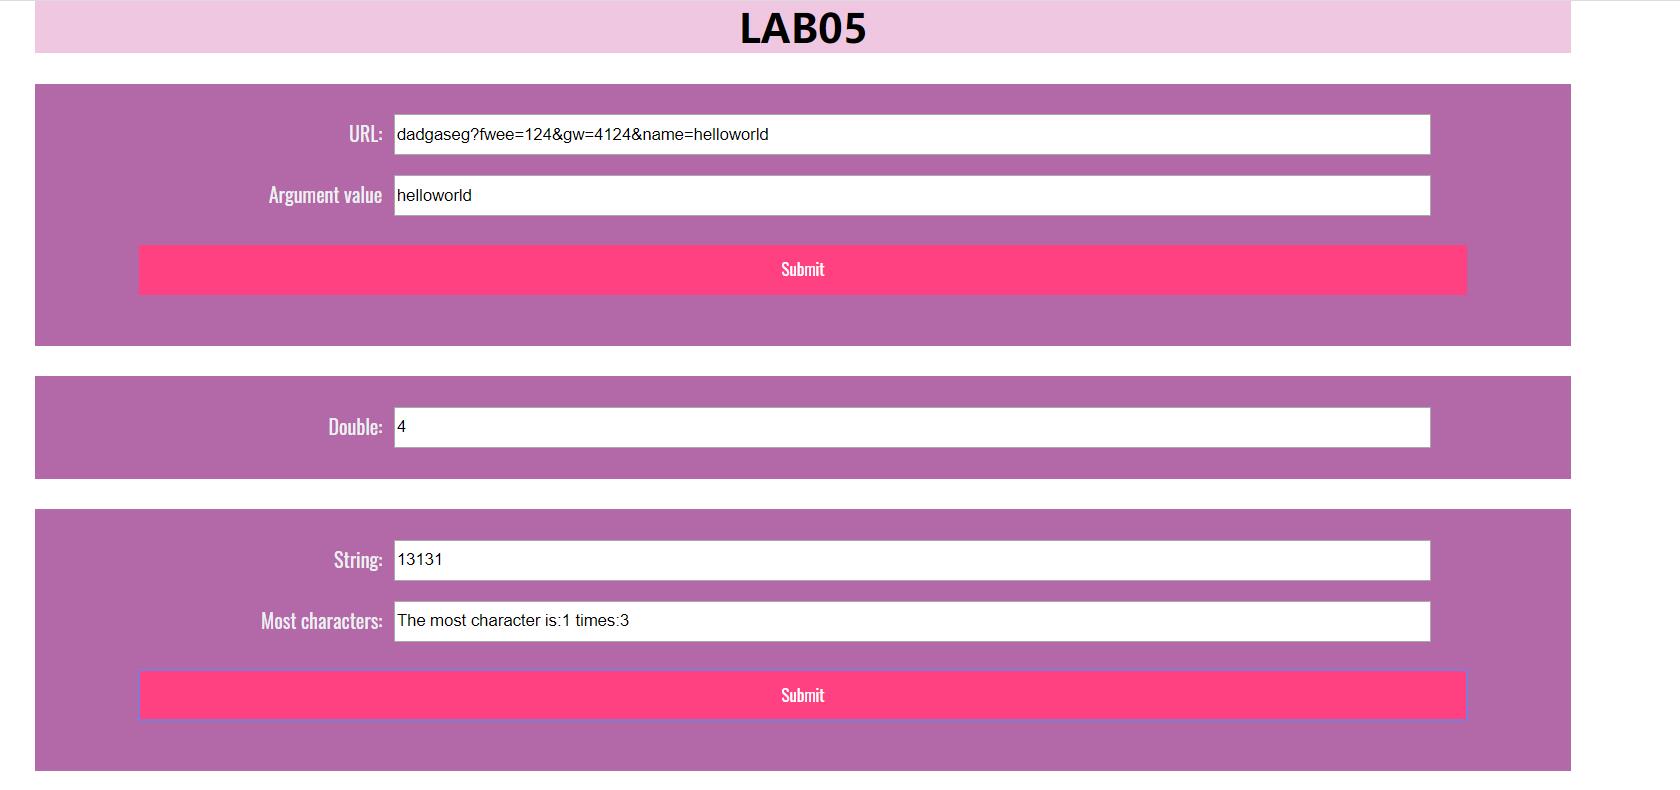 LAB05
URL: dadgaseg?fwee=124&gw=4124&name=helloworld
Argument value helloworld
Submit
Double: 4
String: 13131
Most characters: The most character is:1 times:3
Submit